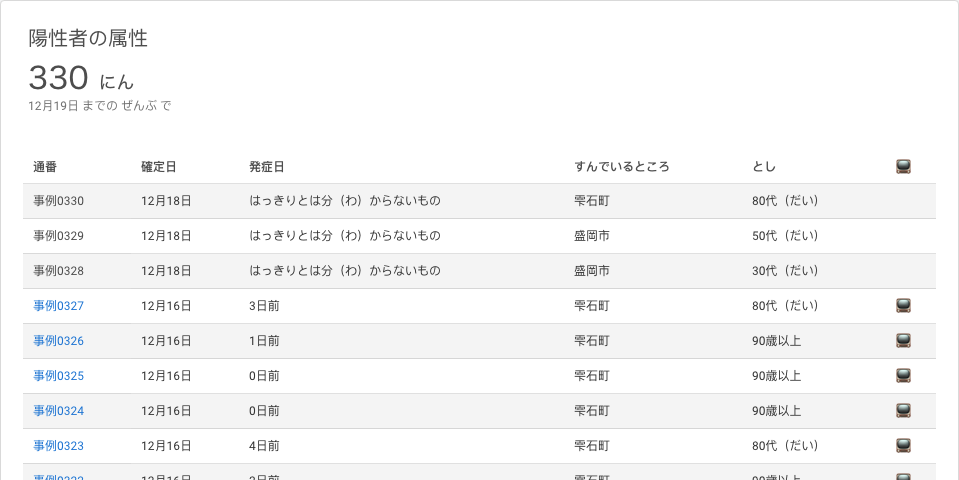 陽性者の属性
330 にん
12月19日 までの ぜんぶ で
通番 確定日 発症日 すんでいるところ とし
事例0330 12月18日 はっきりとは分（わ）からないもの 雫石町 80代（だい）
事例0329 12月18日 はっきりとは分（わ）からないもの 盛岡市 50代（だい）
事例0328 12月18日 はっきりとは分（わ）からないもの 盛岡市 30代（だい）
事例0327 12月16日 3日前 雫石町 80代（だい）
事例0326 12月16日 1日前 雫石町 90歳以上
事例0325 12月16日 0日前 雫石町 90歳以上
事例0324 12月16日 0日前 雫石町 90歳以上
事例0323 12月16日 4日前 雫石町 80代（だい）